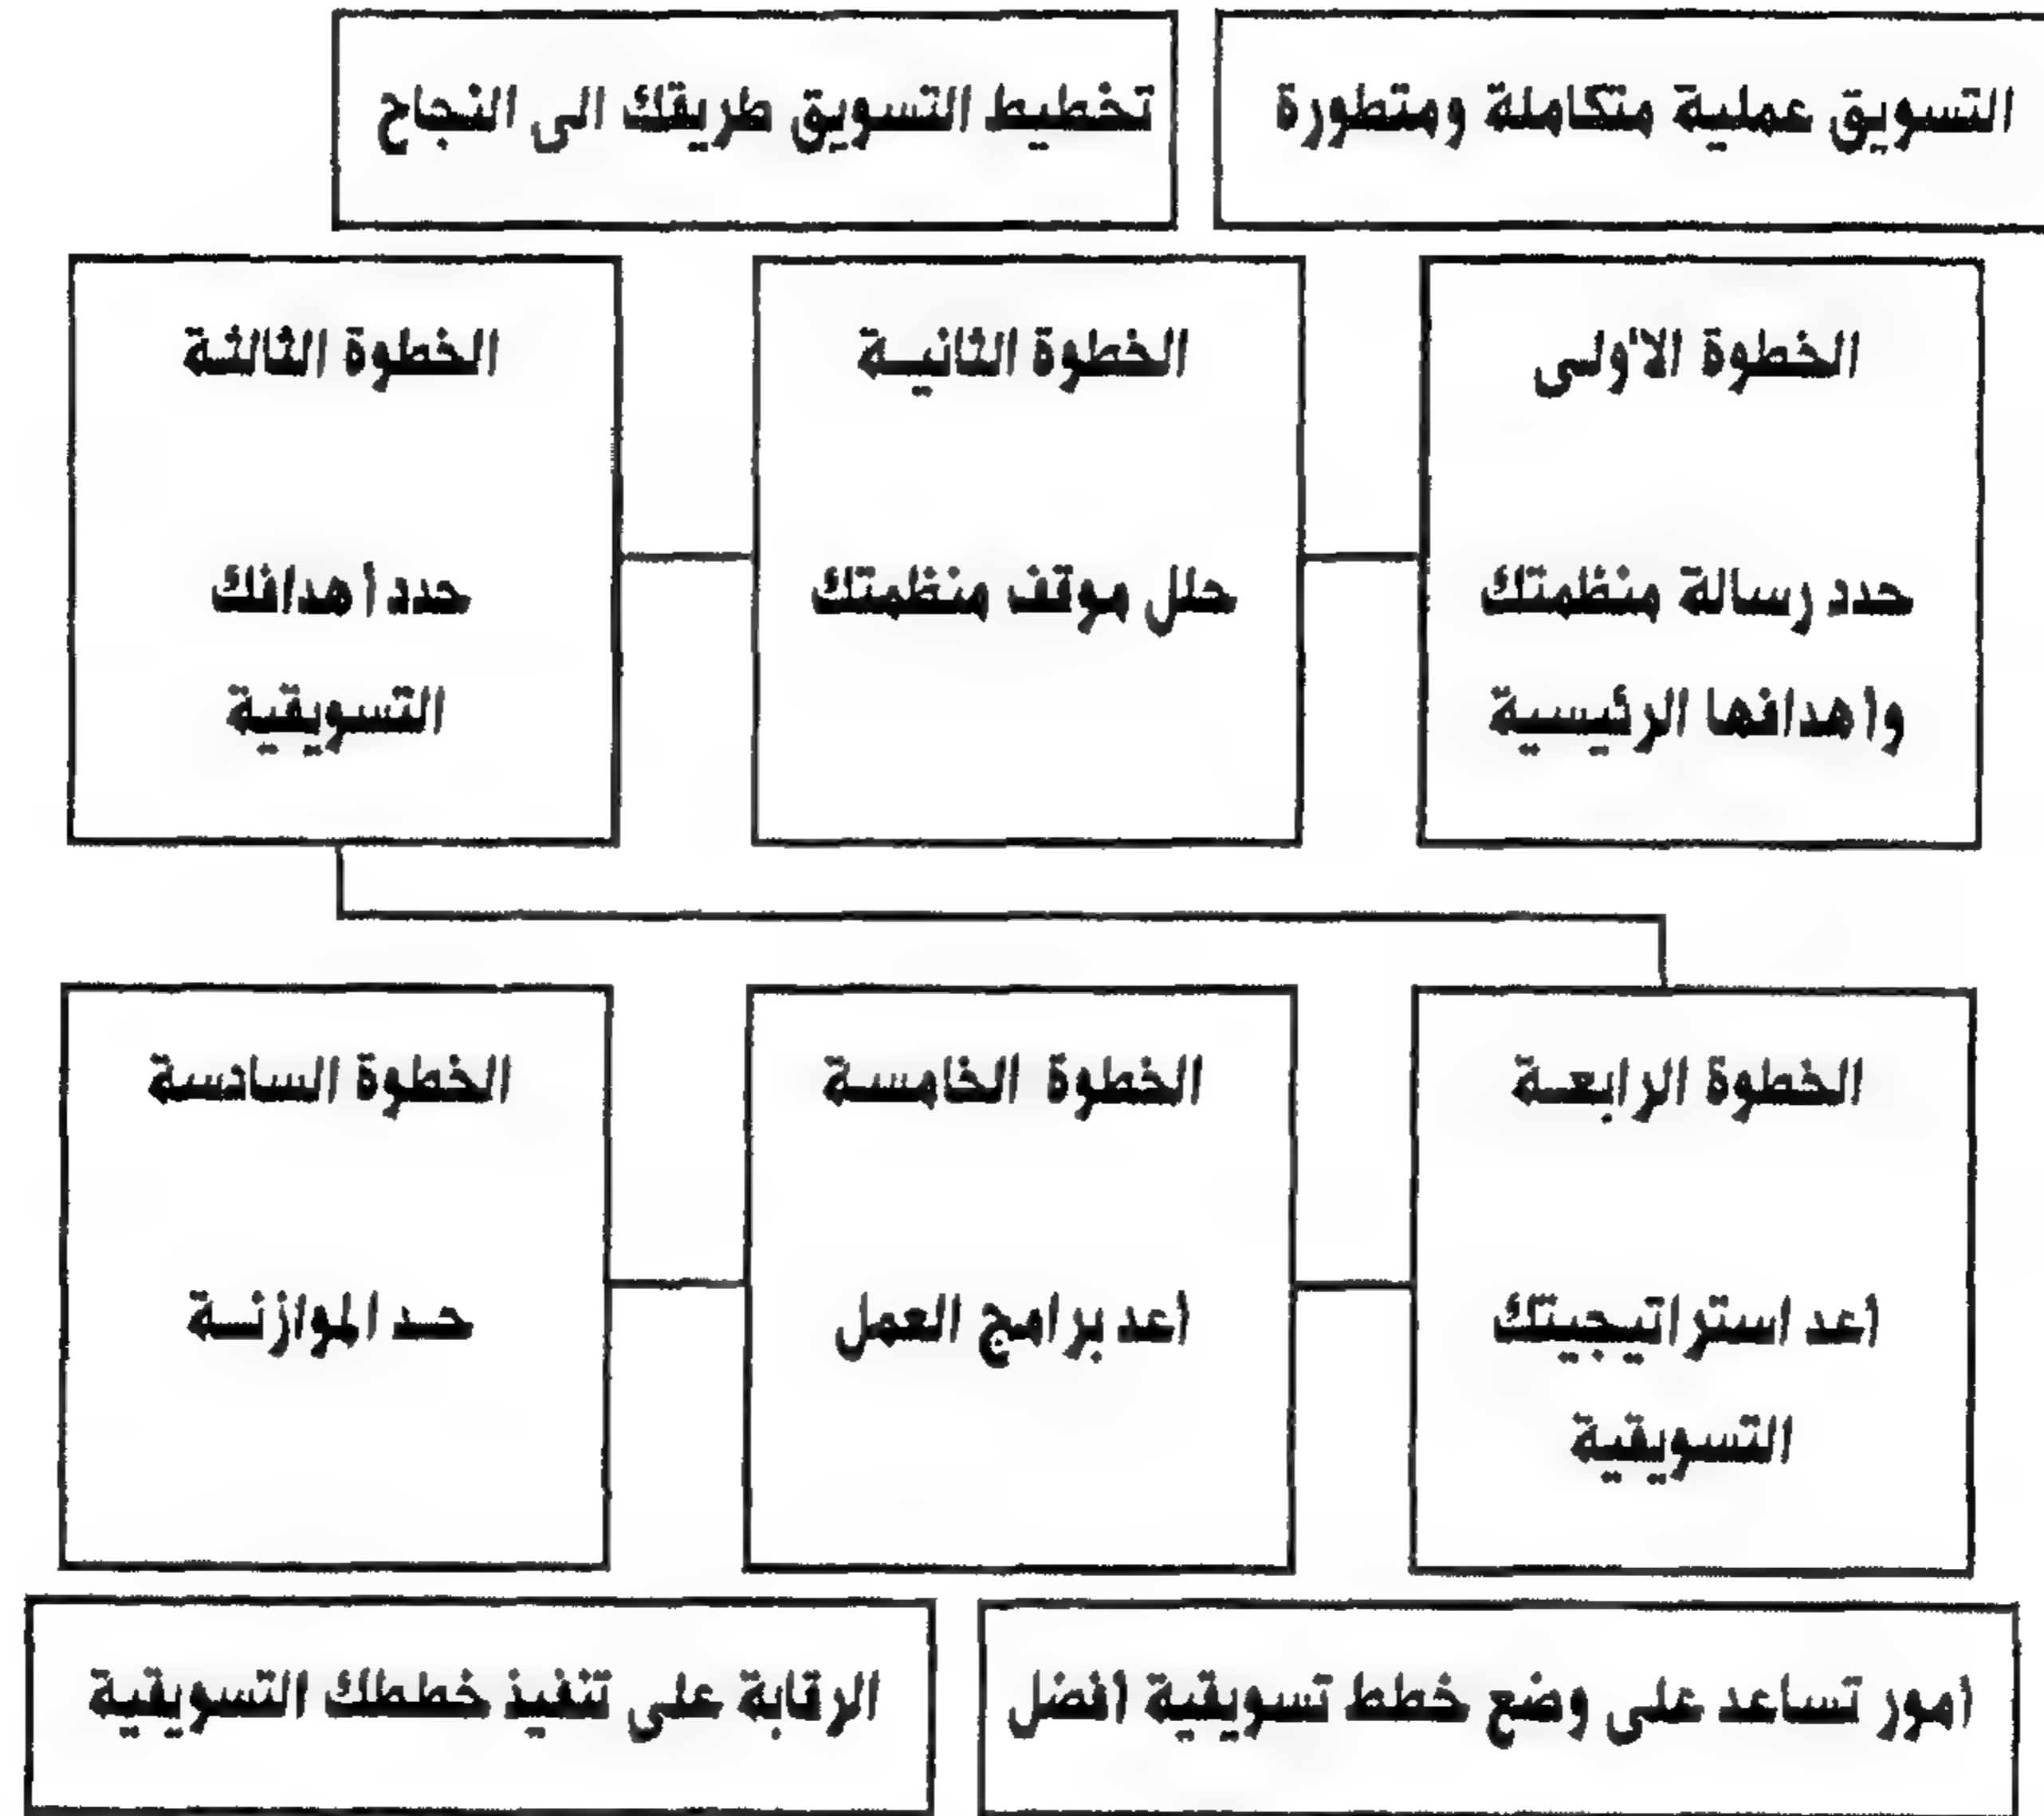 التسويق عملية متكاملة ومتطورة
تخطيط التسويق طريقك الى النجاح
الخطوة الأولى
حدد رسالة منظمتك
وأهدافها الرئيسية
الخطوة الثانيـة
حلل موقف منظمتك
الخطوة الثالثـة
حدد أهدافك
التسويقية
الخطوة الرابعـة
أعد استراتيجيتك
التسويقية
الخطوة الخامسـة
أعد برامج العمل
الخطوة السادسة
حـد الموازنـة
أمور تساعد على وضع خطط تسويقية أفضل
الرقابة على تنفيذ خططك التسويقية